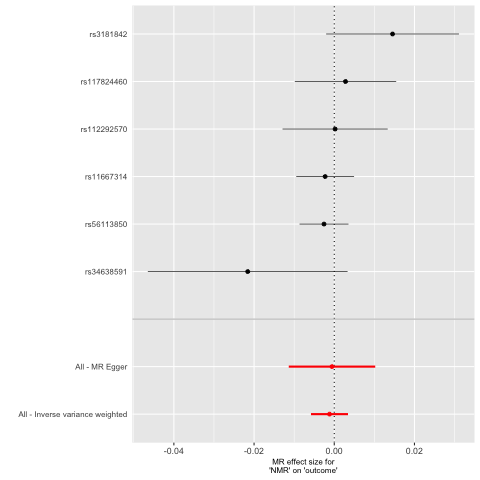 rs3181842
rs117824460
rs112292570
rs11667314
rs56113850
rs34638591
All - MR Egger
All - Inverse variance weighted
-0.04 -0.02 0.00 0.02
MR effect size for
'NMR' on 'outcome'